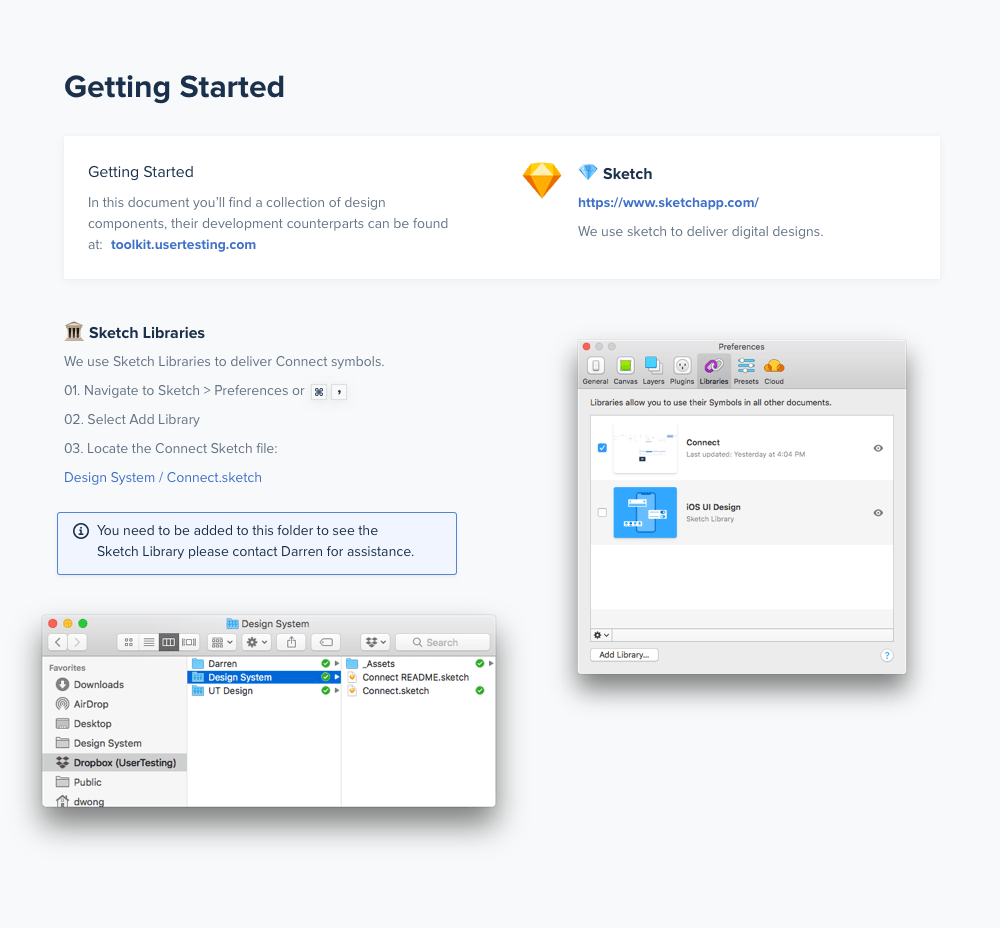 Getting Started
Getting Started
In this document you’ll find a collection of design
components, their development counterparts can be found
at: toolkit.usertesting.com
Sketch
https://www.sketchapp.com/
We use sketch to deliver digital designs.
Sketch Libraries
We use Sketch Libraries to deliver Connect symbols.
01. Navigate to Sketch > Preferences or ⌘ ,
02. Select Add Library
03. Locate the Connect Sketch file:
Design System / Connect.sketch
You need to be added to this folder to see the
Sketch Library please contact Darren for assistance.
Design System
Search
Favorites
Downloads
AirDrop
Desktop
Design System
Dropbox (UserTesting)
Public
dwong
Darren
Design System
UT Design
_Assets
Connect README.sketch
Connect.sketch
Preferences
General Canvas Layers Plugins Libraries Presets Cloud
Libraries allow you to use their Symbols in all other documents.
Connect
Last updated: Yesterday at 4:04 PM
iOS UI Design
Sketch Library
Add Library...
?